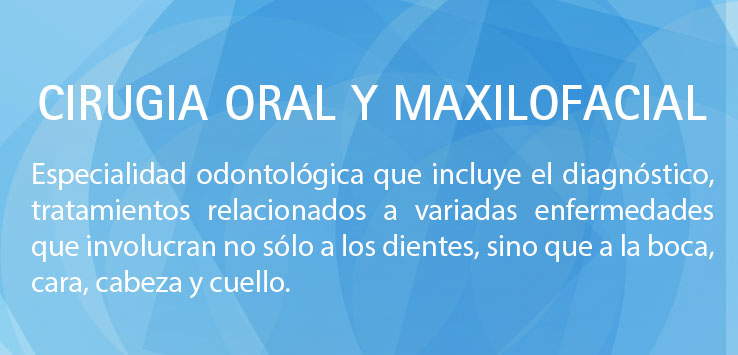 CIRUGIA ORAL Y MAXILOFACIAL
Especialidad odontológica que incluye el diagnóstico,
tratamientos relacionados a variadas enfermedades
que involucran no sólo a los dientes, sino que a la boca,
cara, cabeza y cuello.